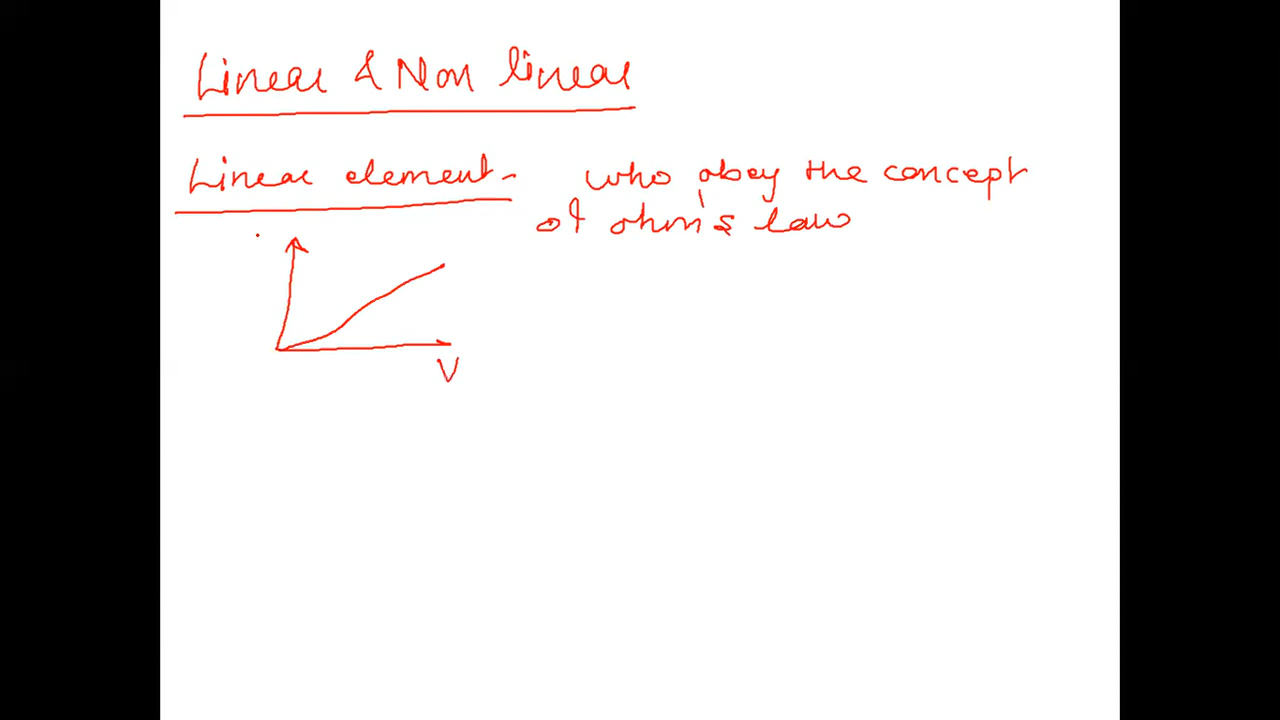 Linear & Non linear
Linear element - who obey the concept
of ohm's law
V